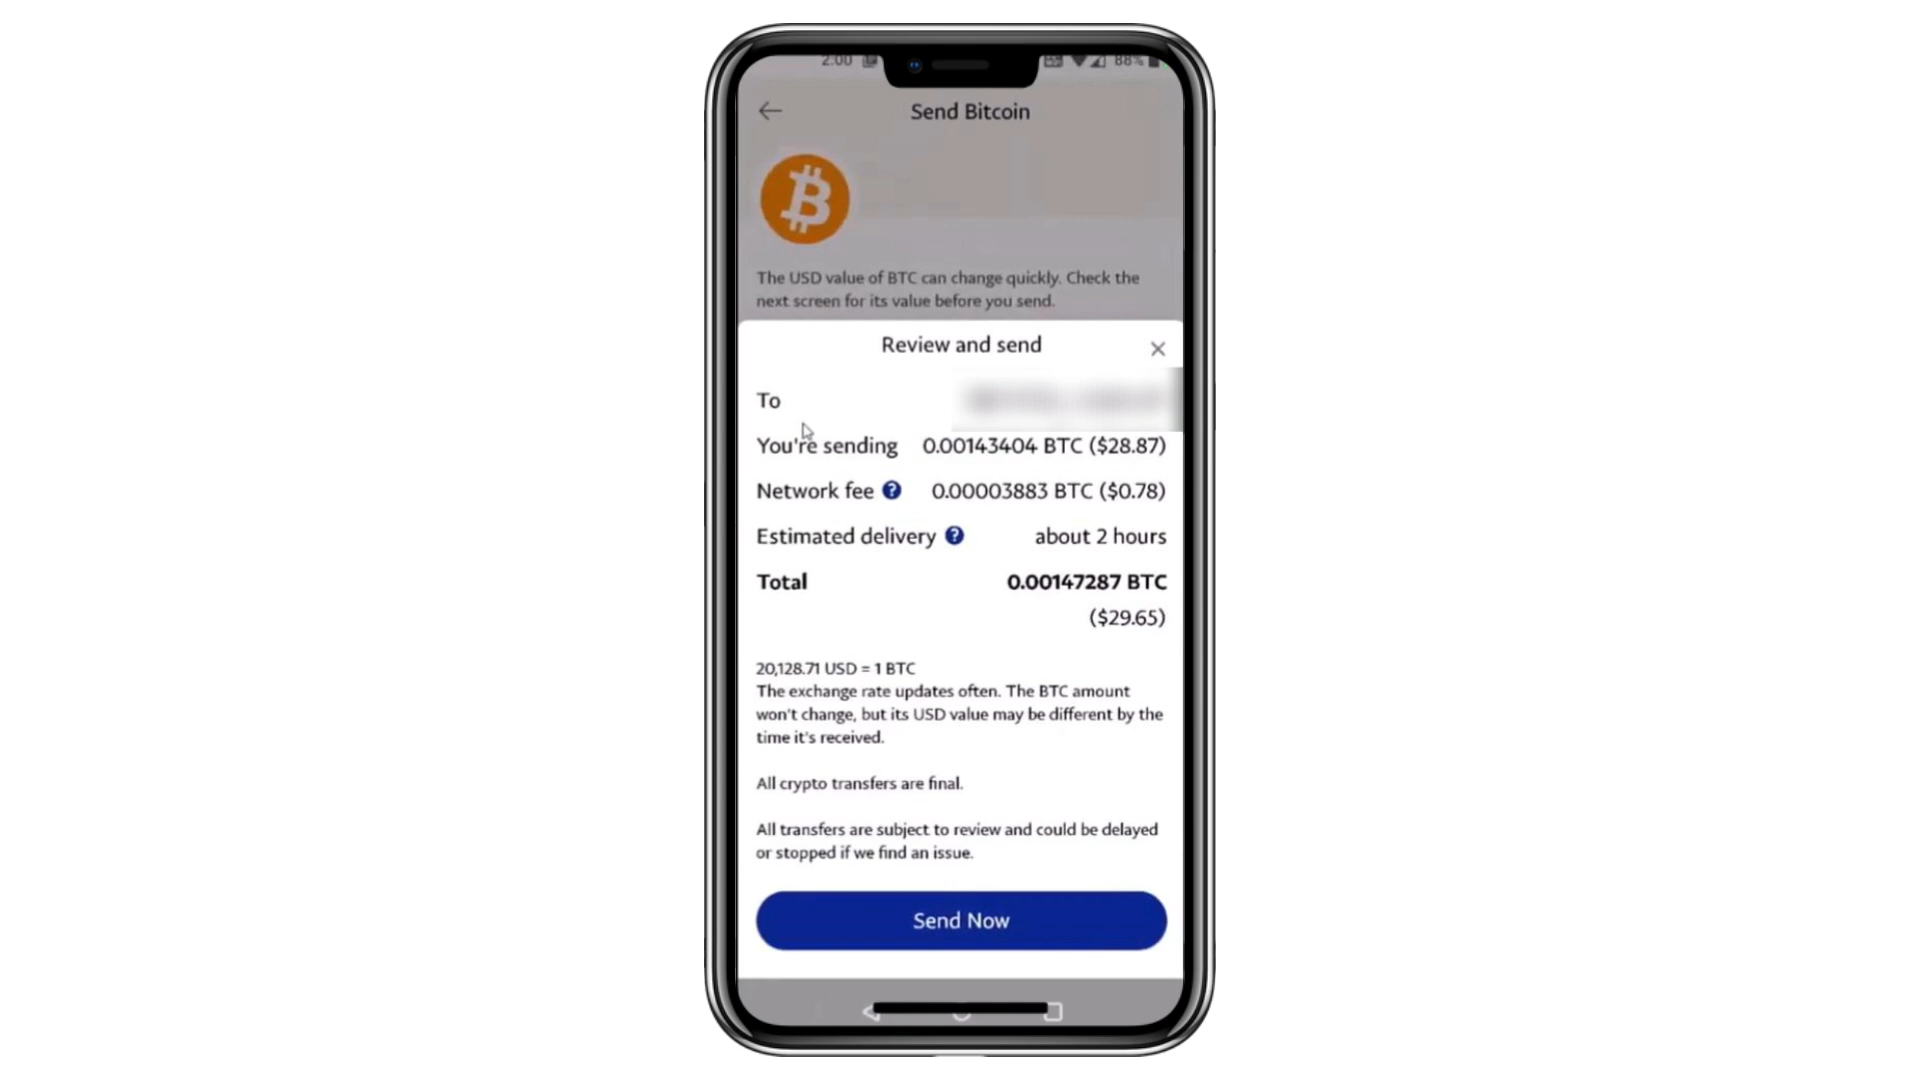 2:00 88%
Send Bitcoin
The USD value of BTC can change quickly. Check the
next screen for its value before you send.
Review and send
To
You're sending 0.00143404 BTC ($28.87)
Network fee ? 0.00003883 BTC ($0.78)
Estimated delivery ? about 2 hours
Total 0.00147287 BTC
($29.65)
20,128.71 USD = 1 BTC
The exchange rate updates often. The BTC amount
won't change, but its USD value may be different by the
time it's received.
All crypto transfers are final.
All transfers are subject to review and could be delayed
or stopped if we find an issue.
Send Now